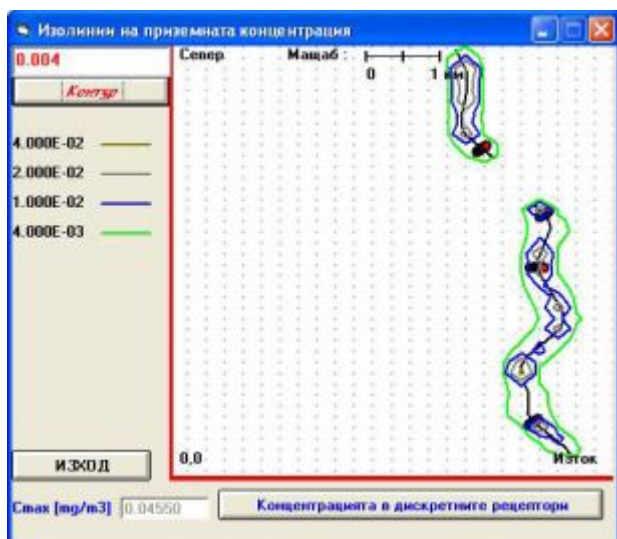 Изолинии на приземната концентрация
0.004
Контур
4.000E-02
2.000E-02
1.000E-02
4.000E-03
Север Мащаб :
0 1 км
0,0 Изток
ИЗХОД
Cmax [mg/m3] 0.04550 Концентрацията в дискретните рецептори